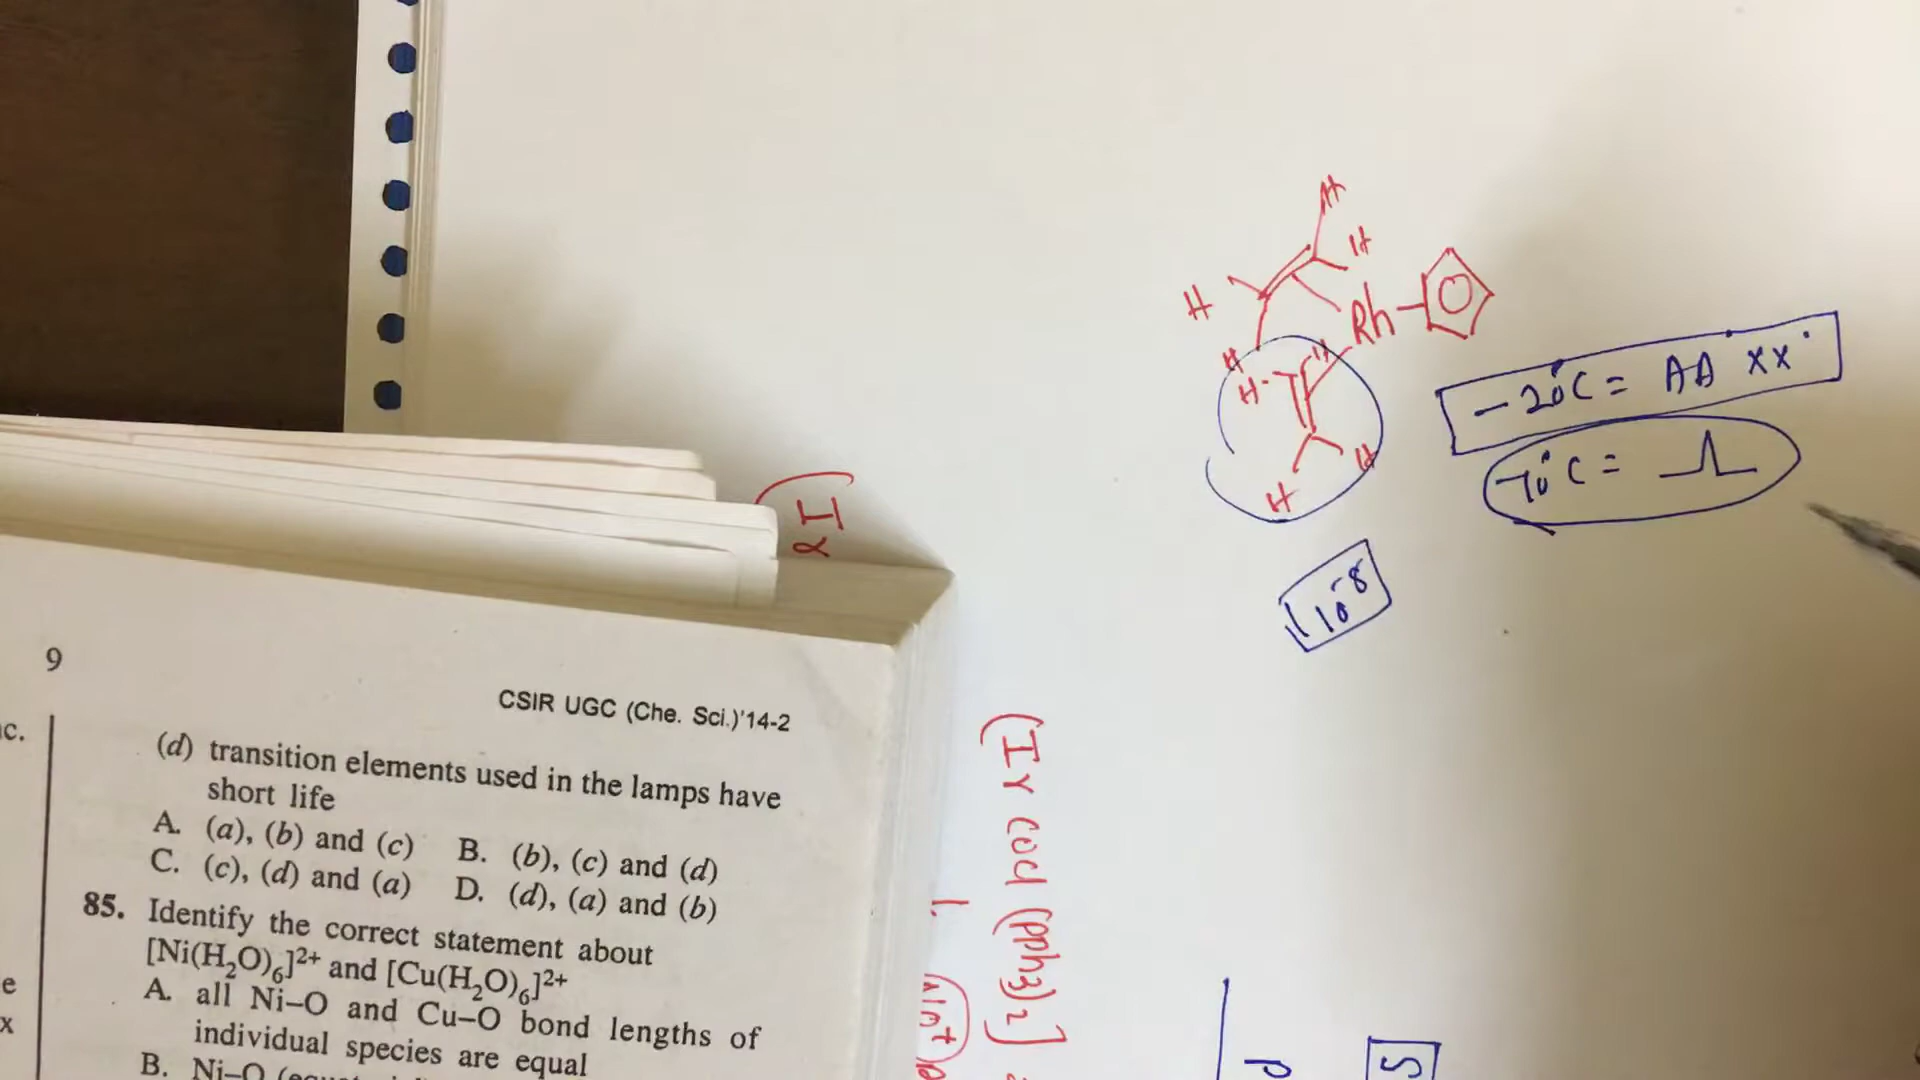 H
H
H
Rh
H
H
H
H
H
-20°C = AA'XX'
70°C =
10⁻⁸
I
9
CSIR UGC (Che. Sci.)'14-2
(d) transition elements used in the lamps have
short life
A. (a), (b) and (c) B. (b), (c) and (d)
C. (c), (d) and (a) D. (d), (a) and (b)
85. Identify the correct statement about
[Ni(H₂O)₆]²⁺ and [Cu(H₂O)₆]²⁺
A. all Ni–O and Cu–O bond lengths of
individual species are equal
e
x
(Ir cocl (pph3)₂]
1.